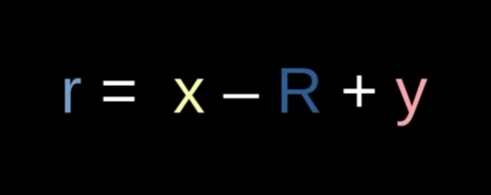 r = x – R + y